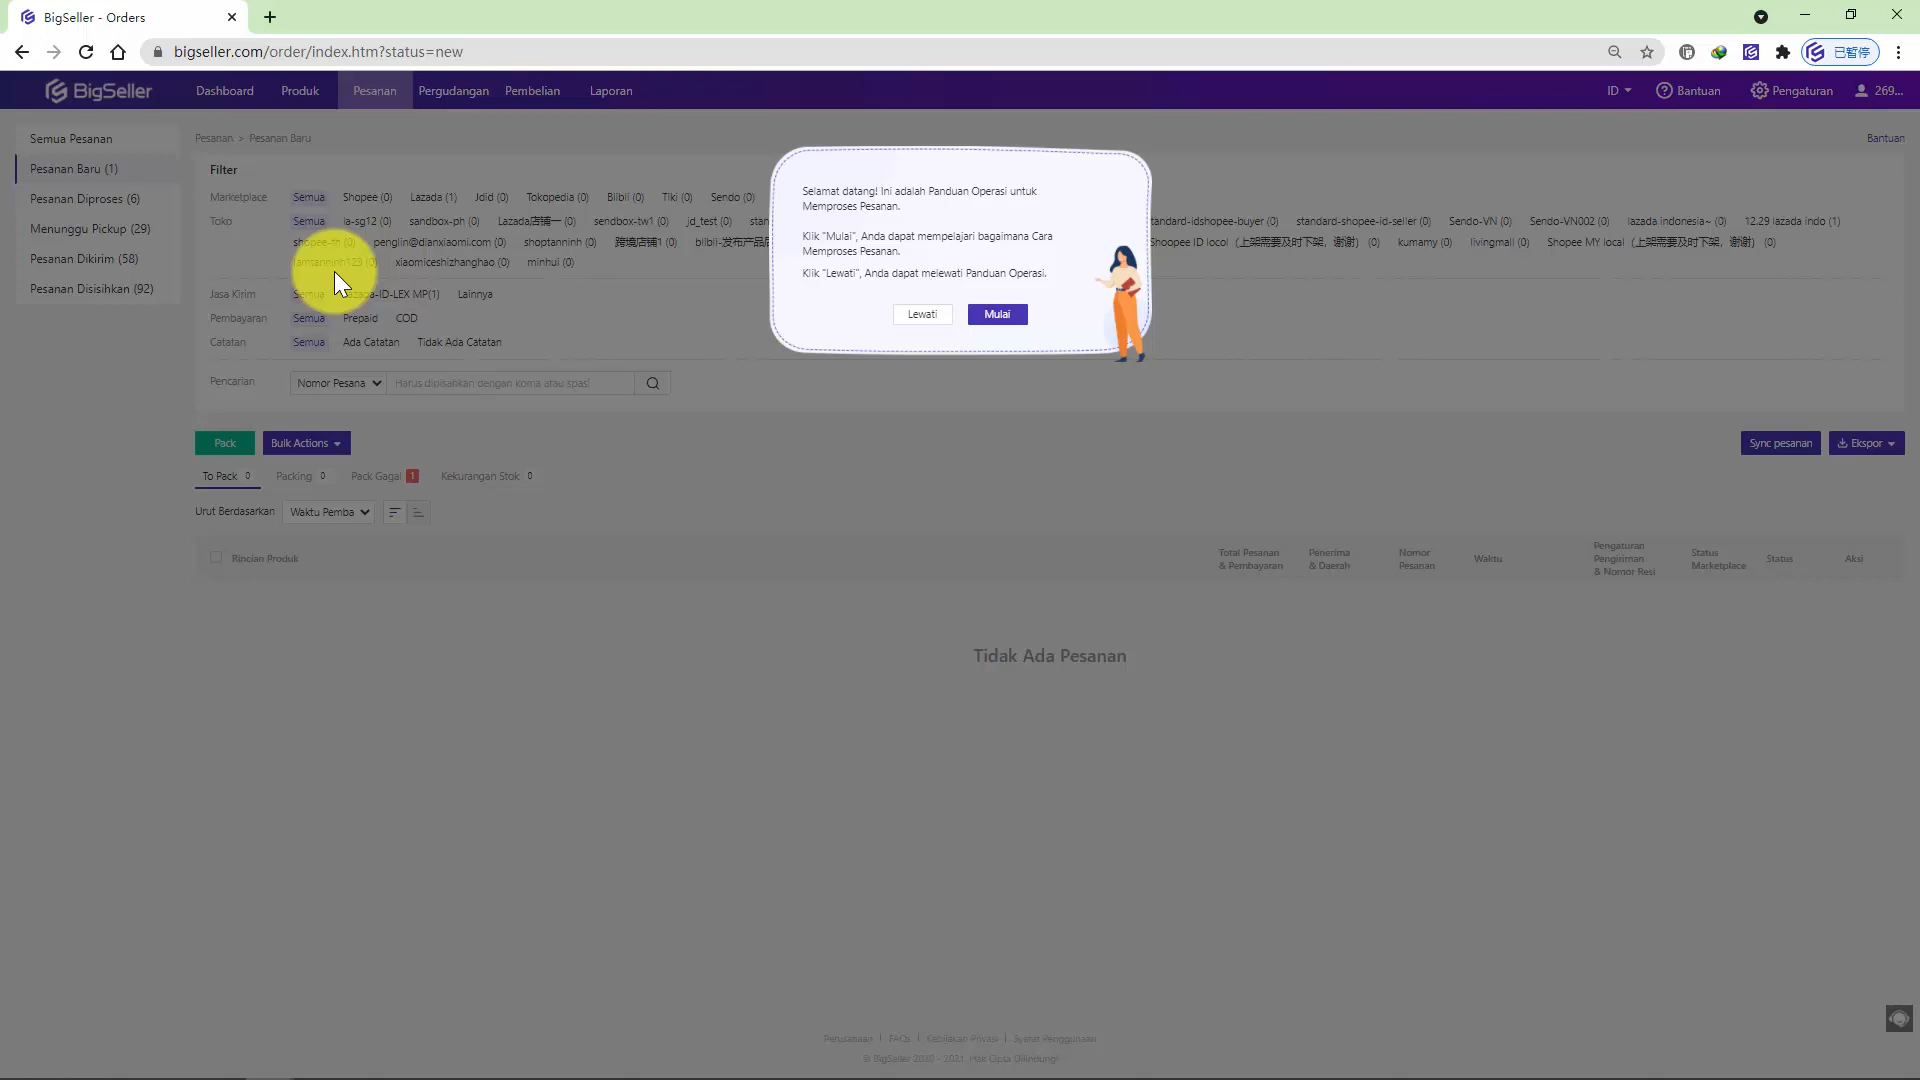 BigSeller - Orders
bigseller.com/order/index.htm?status=new
已暂停
BigSeller Dashboard Produk Pesanan Pergudangan Pembelian Laporan ID Bantuan Pengaturan 269...
Semua Pesanan
Pesanan Baru (1)
Pesanan Diproses (6)
Menunggu Pickup (29)
Pesanan Dikirim (58)
Pesanan Disisihkan (92)
Pesanan > Pesanan Baru Bantuan
Filter
Marketplace Semua Shopee (0) Lazada (1) Jdid (0) Tokopedia (0) Blibli (0) Tiki (0) Sendo (0)
Toko Semua la-sg12 (0) sandbox-ph (0) Lazada店铺一 (0) sendbox-tw1 (0) jd_test (0) stan tandard-idshopee-buyer (0) standard-shopee-id-seller (0) Sendo-VN (0) Sendo-VN002 (0) lazada indonesia~ (0) 12.29 lazada indo (1)
shopee-th (0) penglin@dianxiaomi.com (0) shoptanninh (0) 跨境店铺1 (0) blibli-发布产品后 Shoopee ID locol（上架需要及时下架，谢谢） (0) kumamy (0) livingmall (0) Shopee MY local（上架需要及时下架，谢谢） (0)
lamtanninh123 (0) xiaomiceshizhanghao (0) minhui (0)
Jasa Kirim Semua Lazada-ID-LEX MP(1) Lainnya
Pembayaran Semua Prepaid COD
Catatan Semua Ada Catatan Tidak Ada Catatan
Pencarian Nomor Pesana Harus dipisahkan dengan koma atau spasi
Selamat datang! Ini adalah Panduan Operasi untuk
Memproses Pesanan.
Klik "Mulai", Anda dapat mempelajari bagaimana Cara
Memproses Pesanan.
Klik "Lewati", Anda dapat melewati Panduan Operasi.
Lewati Mulai
Pack Bulk Actions Sync pesanan Ekspor
To Pack 0 Packing 0 Pack Gagal 1 Kekurangan Stok 0
Urut Berdasarkan Waktu Pemba
Rincian Produk
Total Pesanan
& Pembayaran
Penerima
& Daerah
Nomor
Pesanan
Waktu
Pengaturan
Pengiriman
& Nomor Resi
Status
Marketplace
Status
Aksi
Tidak Ada Pesanan
Perusahaan | FAQs | Kebijakan Privasi | Syarat Penggunaan
© BigSeller 2020 - 2021. Hak Cipta Dilindungi